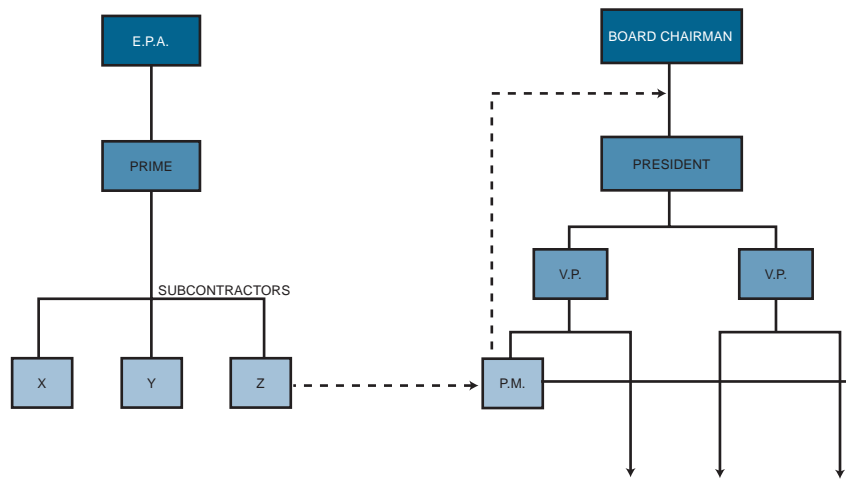 E.P.A.
BOARD CHAIRMAN
PRIME
PRESIDENT
V.P.
V.P.
SUBCONTRACTORS
X
Y
Z
P.M.